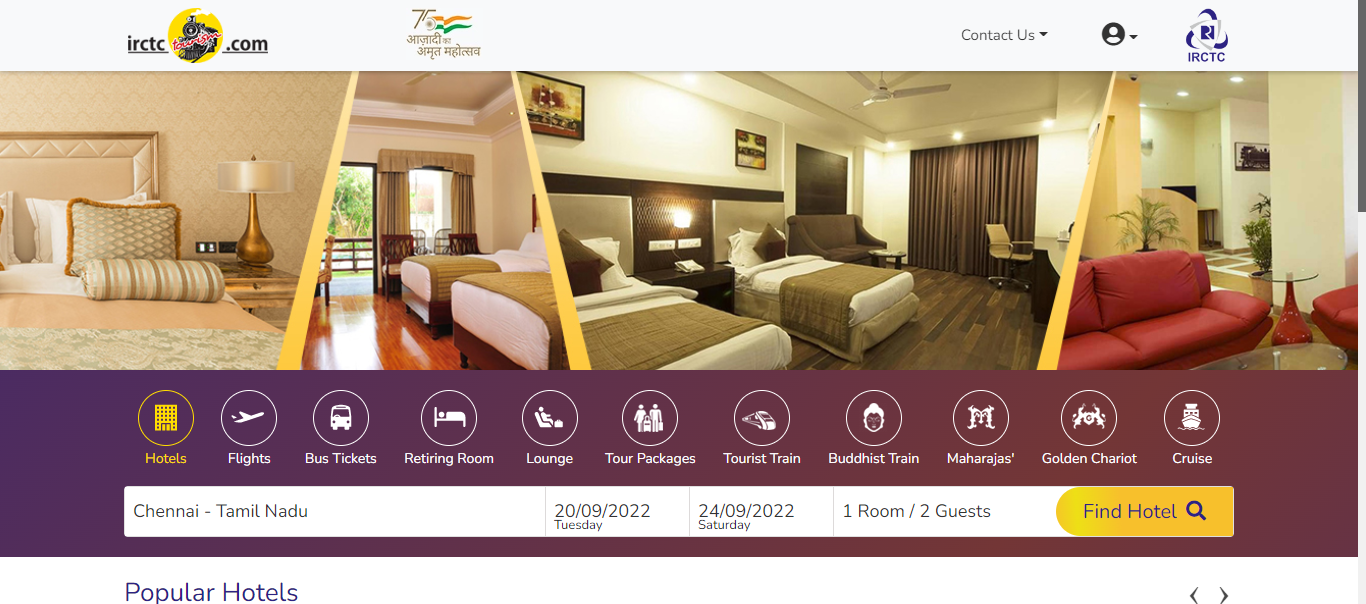 irctc tourism .com
75
आज़ादी का
अमृत महोत्सव
Contact Us
IRCTC
Hotels
Flights
Bus Tickets
Retiring Room
Lounge
Tour Packages
Tourist Train
Buddhist Train
Maharajas'
Golden Chariot
Cruise
Chennai - Tamil Nadu
20/09/2022
Tuesday
24/09/2022
Saturday
1 Room / 2 Guests
Find Hotel
Popular Hotels